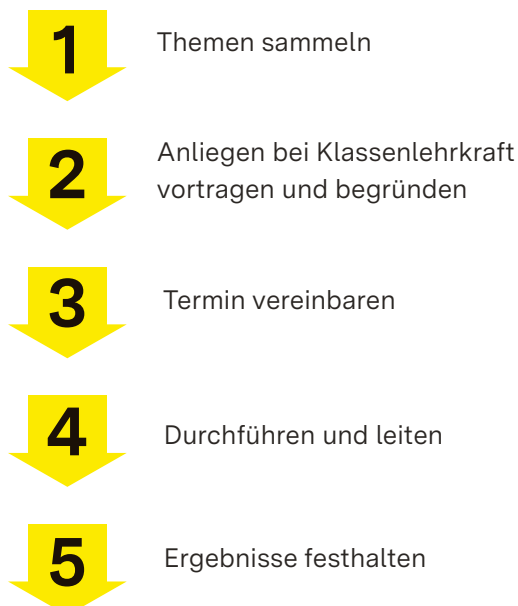 1
Themen sammeln
2
Anliegen bei Klassenlehrkraft
vortragen und begründen
3
Termin vereinbaren
4
Durchführen und leiten
5
Ergebnisse festhalten